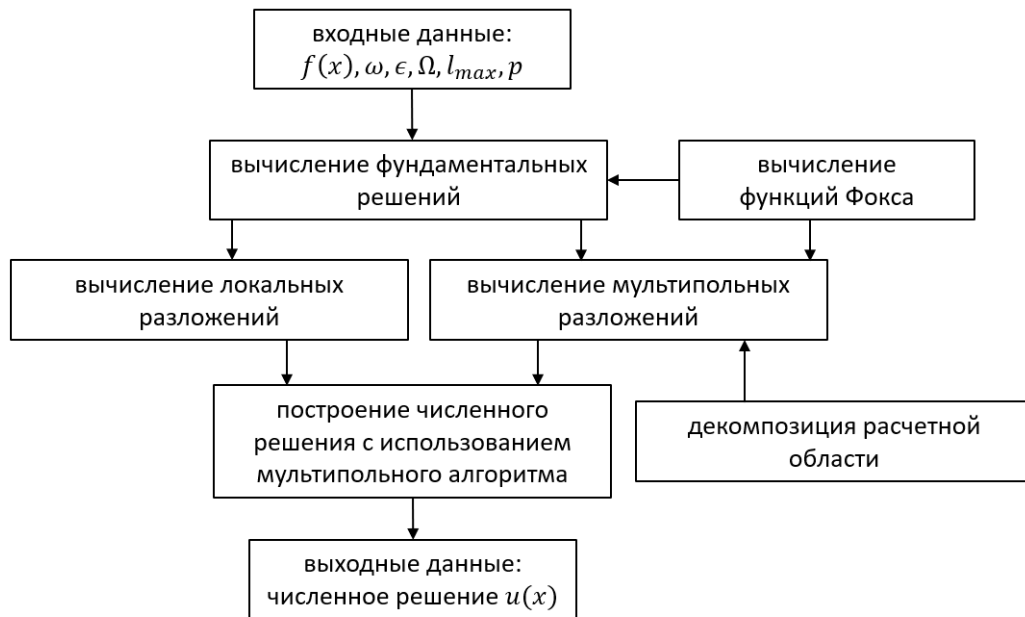 входные данные:
f(x), ω, ϵ, Ω, lmax, p
вычисление фундаментальных
решений
вычисление
функций Фокса
вычисление локальных
разложений
вычисление мультипольных
разложений
построение численного
решения с использованием
мультипольного алгоритма
декомпозиция расчетной
области
выходные данные:
численное решение u(x)